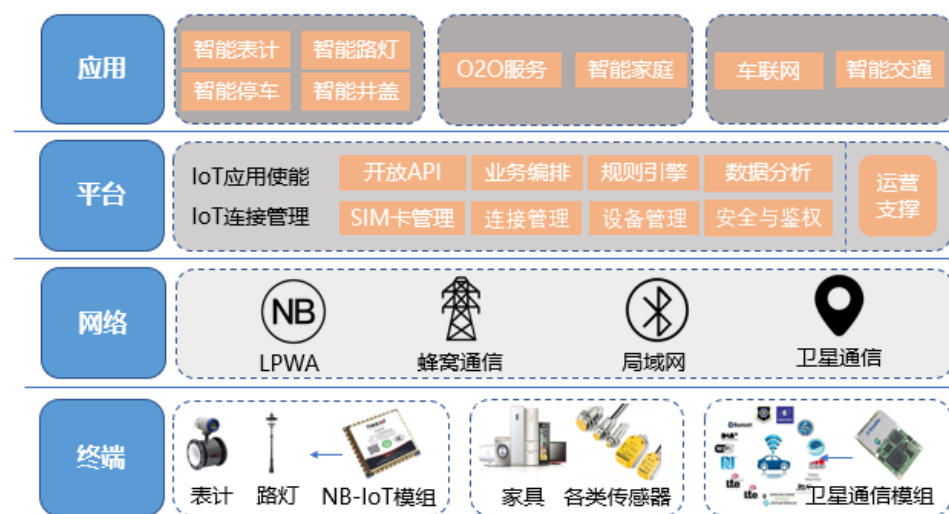 应用
智能表计 智能路灯
智能停车 智能井盖
O2O服务 智能家庭
车联网 智能交通
平台
IoT应用使能 开放API 业务编排 规则引擎 数据分析
IoT连接管理 SIM卡管理 连接管理 设备管理 安全与鉴权
运营
支撑
网络
NB
LPWA 蜂窝通信 局域网 卫星通信
终端
表计 路灯 NB-IoT模组
家具 各类传感器
Bluetooth
lte
lte
卫星通信模组